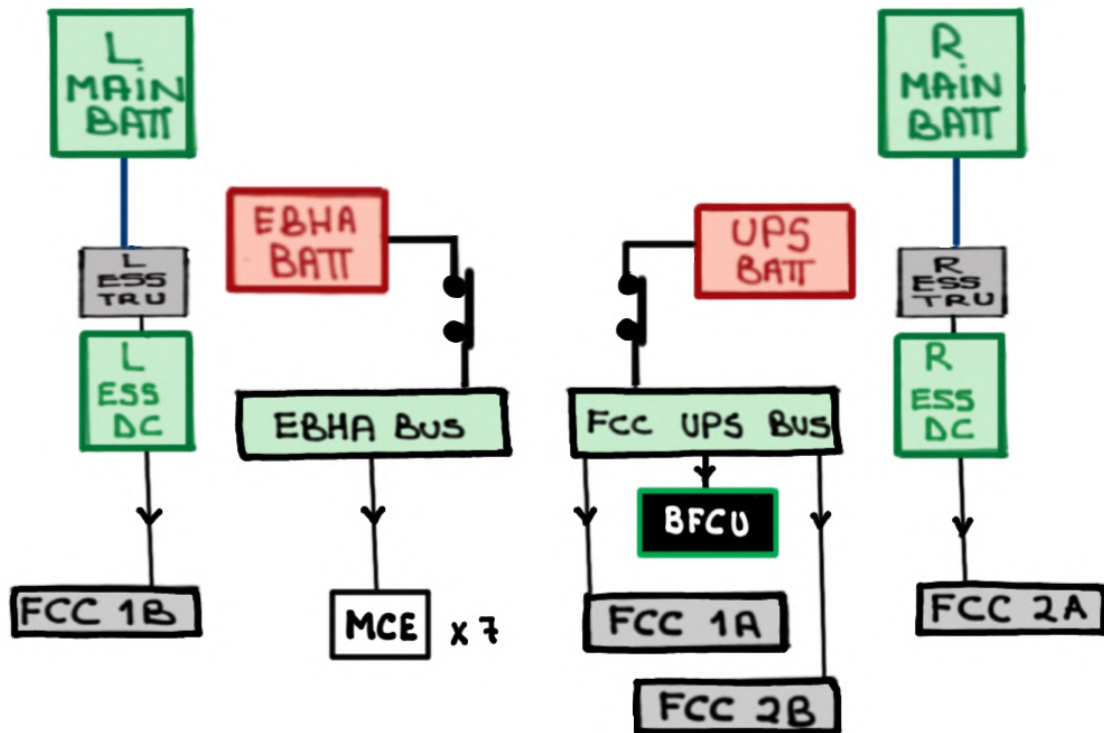 L
MAIN
BATT
R
MAIN
BATT
EBHA
BATT
UPS
BATT
L
ESS
TRU
R
ESS
TRU
L
ESS
DC
EBHA BUS
FCC UPS BUS
R
ESS
DC
BFCU
FCC 1B
MCE x7
FCC 1A
FCC 2A
FCC 2B